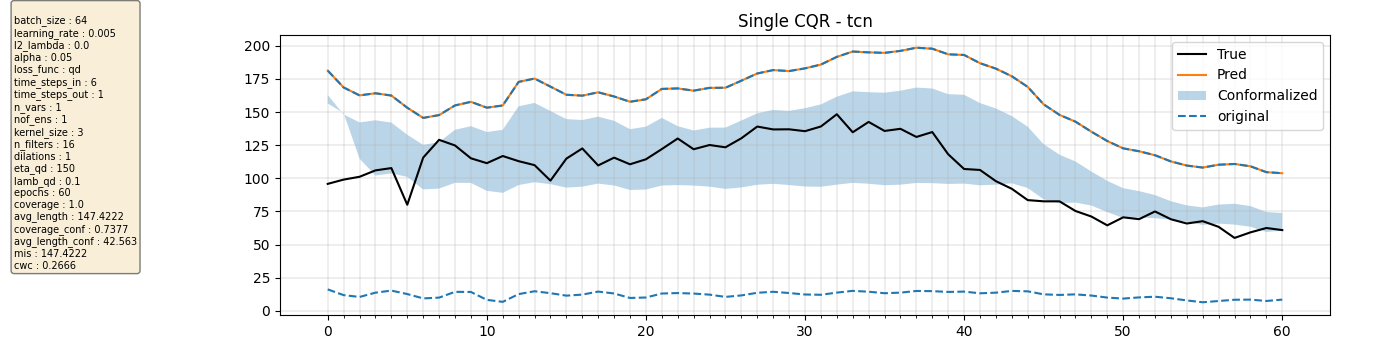 Single CQR - tcn
batch_size : 64
learning_rate : 0.005
l2_lambda : 0.0
alpha : 0.05
loss_func : qd
time_steps_in : 6
time_steps_out : 1
n_vars : 1
nof_ens : 1
kernel_size : 3
n_filters : 16
dilations : 1
eta_qd : 150
lamb_qd : 0.1
epochs : 60
coverage : 1.0
avg_length : 147.4222
coverage_conf : 0.7377
avg_length_conf : 42.563
mis : 147.4222
cwc : 0.2666
200
175
150
125
100
75
50
25
0
True
Pred
Conformalized
original
0 10 20 30 40 50 60